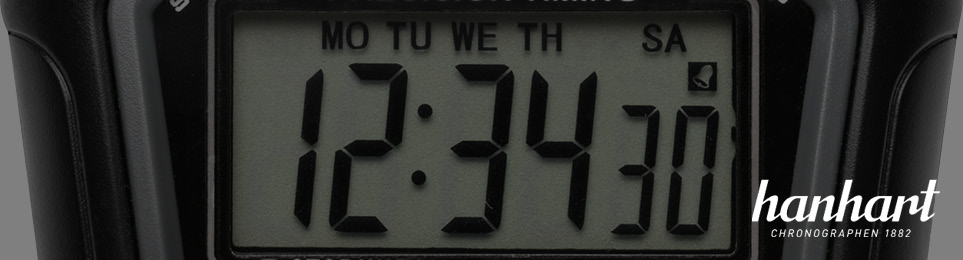 MO TU WE TH SA
12:34 30
hanhart
CHRONOGRAPHEN 1882